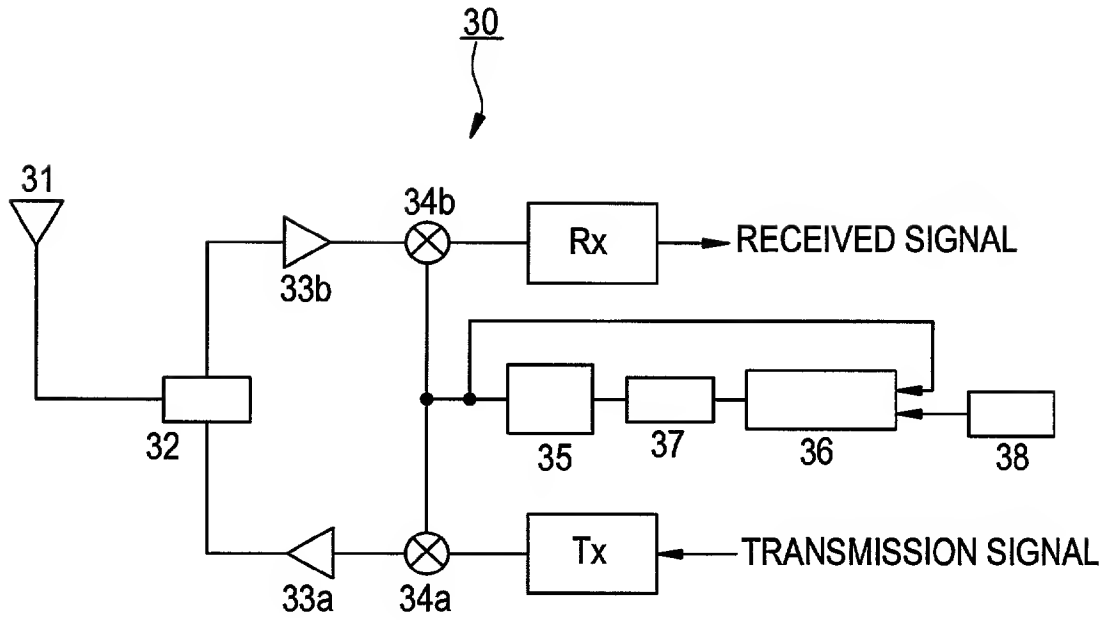 30
31
34b
Rx
RECEIVED SIGNAL
33b
32
35
37
36
38
Tx
TRANSMISSION SIGNAL
33a
34a